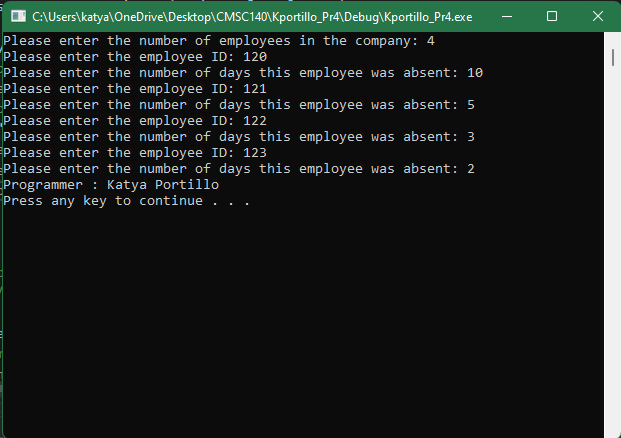 C:\Users\katya\OneDrive\Desktop\CMSC140\Kportillo_Pr4\Debug\Kportillo_Pr4.exe
Please enter the number of employees in the company: 4
Please enter the employee ID: 120
Please enter the number of days this employee was absent: 10
Please enter the employee ID: 121
Please enter the number of days this employee was absent: 5
Please enter the employee ID: 122
Please enter the number of days this employee was absent: 3
Please enter the employee ID: 123
Please enter the number of days this employee was absent: 2
Programmer : Katya Portillo
Press any key to continue . . .